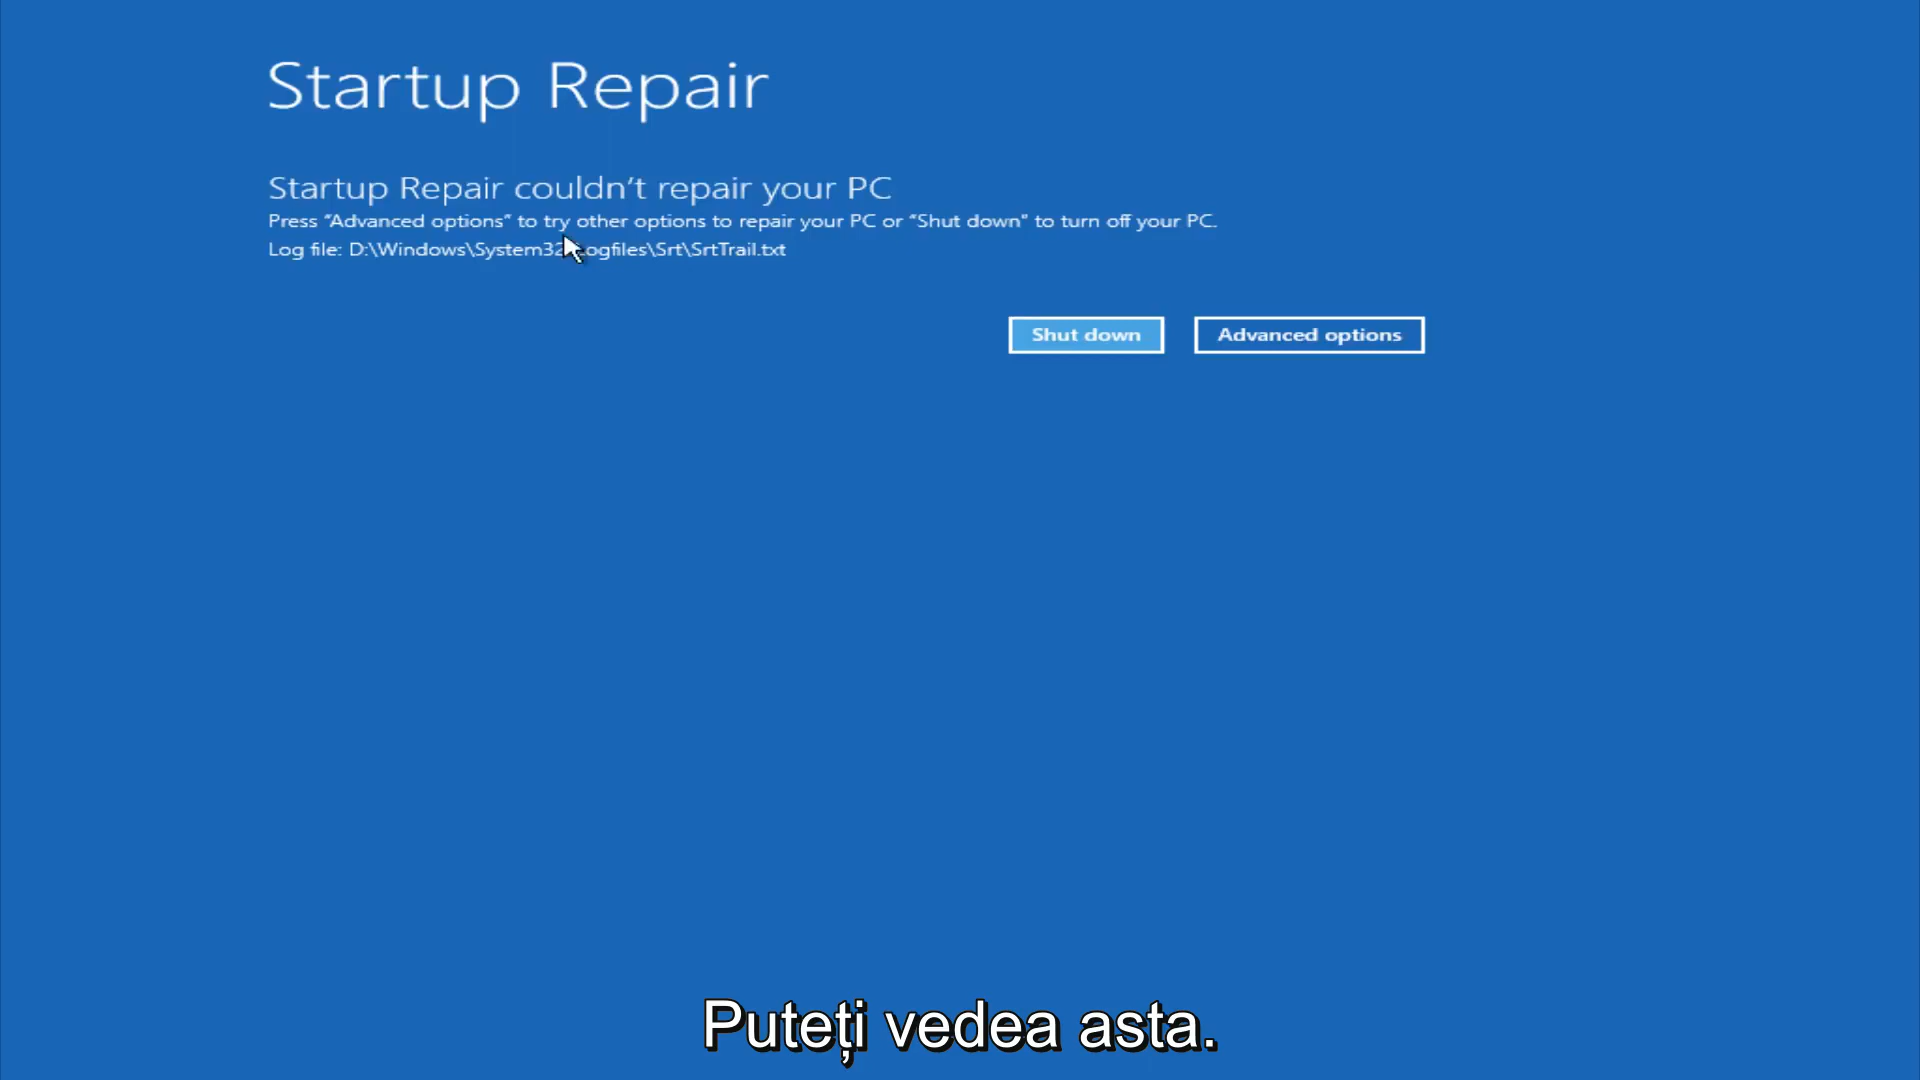 Startup Repair
Startup Repair couldn't repair your PC
Press “Advanced options” to try other options to repair your PC or “Shut down” to turn off your PC.
Log file: D:\Windows\System32\Logfiles\Srt\SrtTrail.txt
Shut down
Advanced options
Puteți vedea asta.